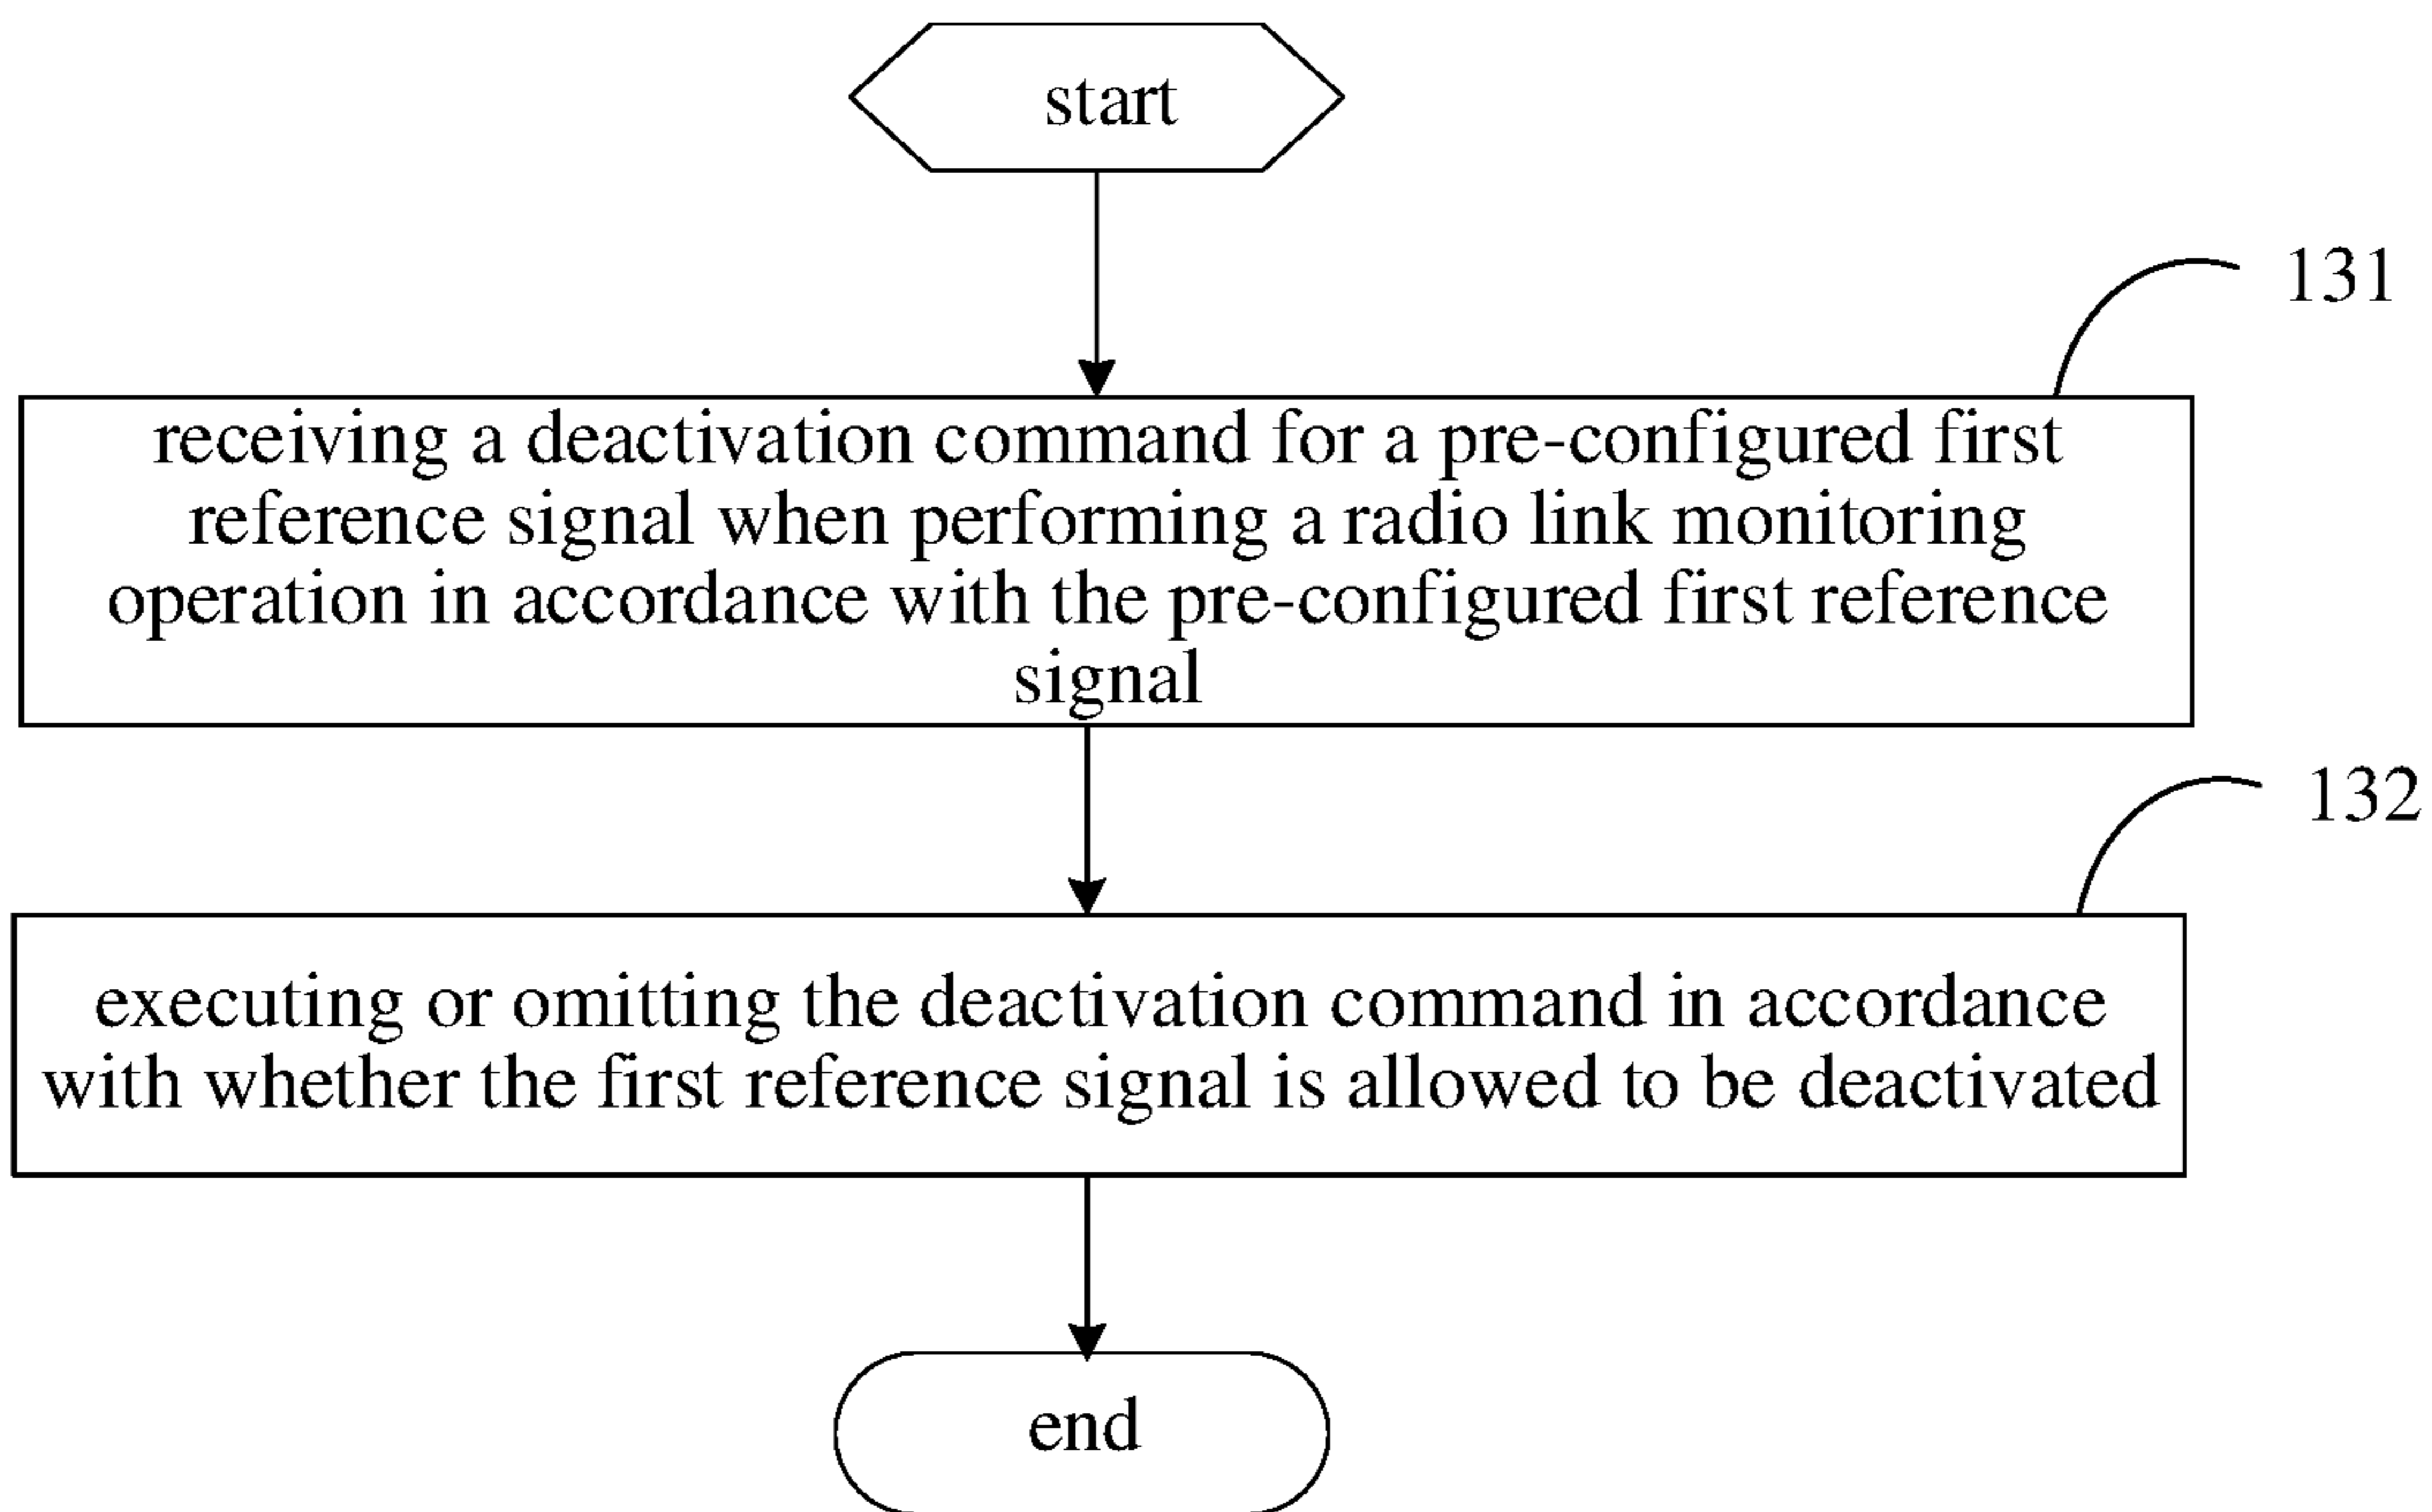 start
131
receiving a deactivation command for a pre-configured first
reference signal when performing a radio link monitoring
operation in accordance with the pre-configured first reference
signal
132
executing or omitting the deactivation command in accordance
with whether the first reference signal is allowed to be deactivated
end